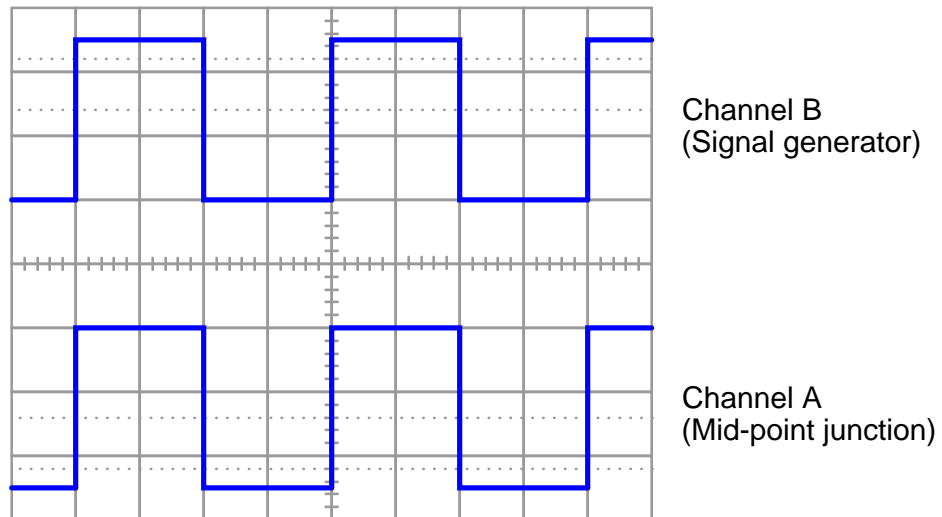 Channel B
(Signal generator)
Channel A
(Mid-point junction)